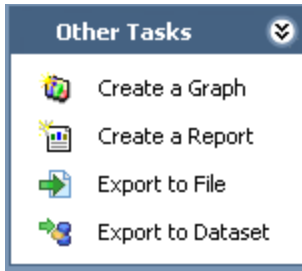 Other Tasks
Create a Graph
Create a Report
Export to File
Export to Dataset